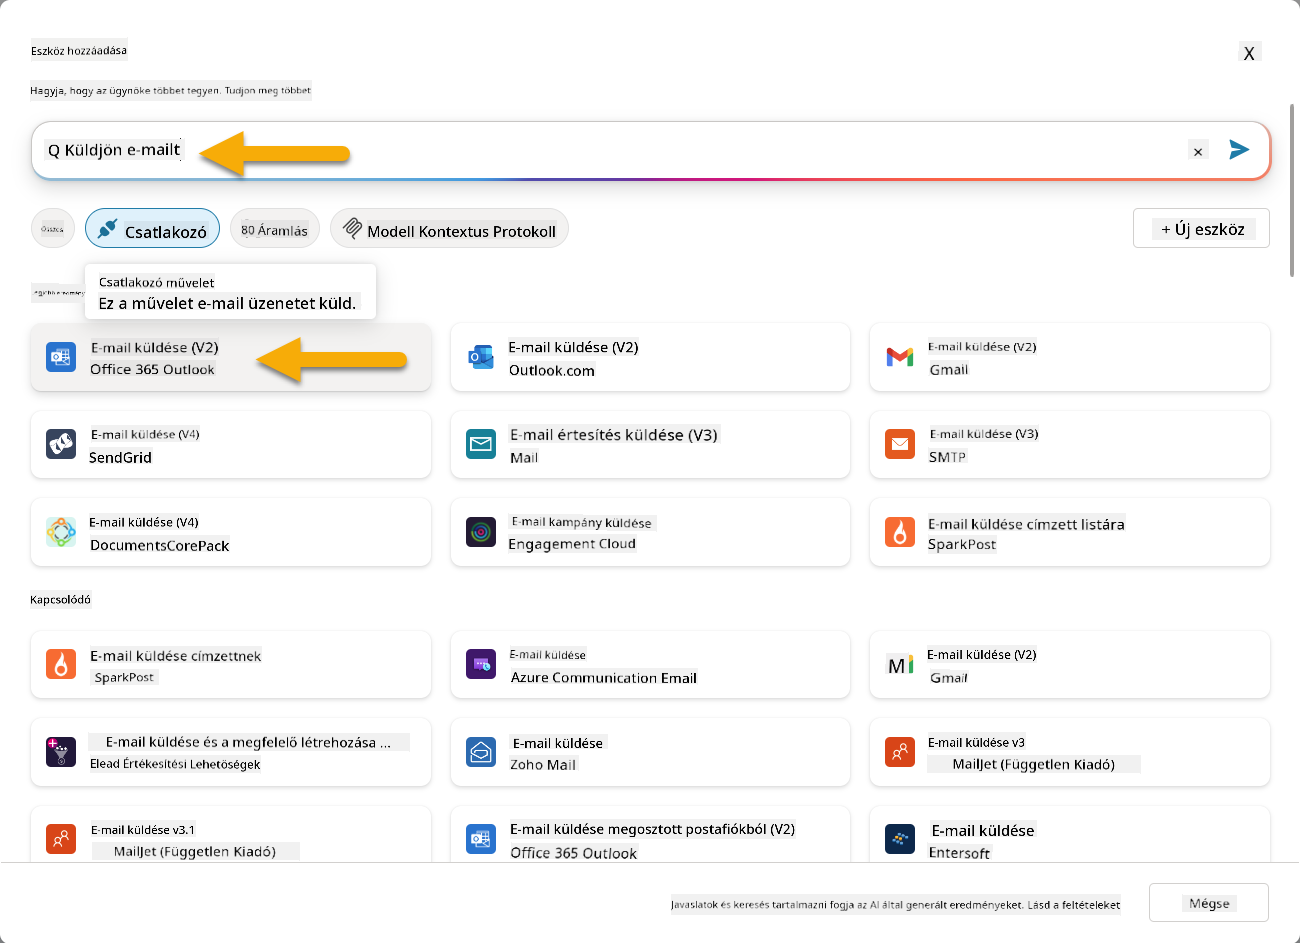 Eszköz hozzáadása
X
Hagyja, hogy az ügynöke többet tegyen. Tudjon meg többet
Q Küldjön e-mailt
×
Összes
Csatlakozó
80 Áramlás
Modell Kontextus Protokoll
+ Új eszköz
Csatlakozó művelet
Ez a művelet e-mail üzenetet küld.
E-mail küldése (V2)
Office 365 Outlook
E-mail küldése (V2)
Outlook.com
E-mail küldése (V2)
Gmail
E-mail küldése (V4)
SendGrid
E-mail értesítés küldése (V3)
Mail
E-mail küldése (V3)
SMTP
E-mail küldése (V4)
DocumentsCorePack
E-mail kampány küldése
Engagement Cloud
E-mail küldése címzett listára
SparkPost
Kapcsolódó
E-mail küldése címzettnek
SparkPost
E-mail küldése
Azure Communication Email
E-mail küldése (V2)
Gmail
E-mail küldése és a megfelelő létrehozása ...
Elead Értékesítési Lehetőségek
E-mail küldése
Zoho Mail
E-mail küldése v3
MailJet (Független Kiadó)
E-mail küldése v3.1
MailJet (Független Kiadó)
E-mail küldése megosztott postafiókból (V2)
Office 365 Outlook
E-mail küldése
Entersoft
Javaslatok és keresés tartalmazni fogja az AI által generált eredményeket. Lásd a feltételeket
Mégse